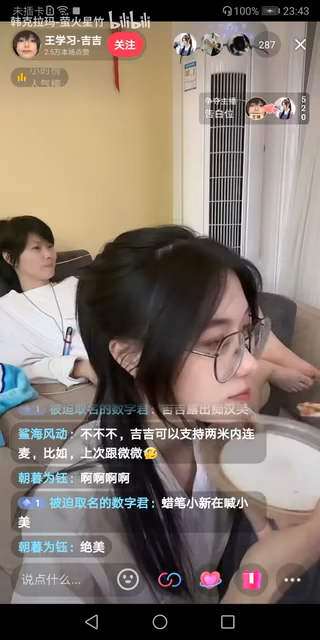 未插卡 100% 23:43
韩克拉玛-萤火星竹 bilibili
王学习-吉吉
2.5万本场点赞
关注
287
小时榜
人气榜
争夺主播
告白位
520
1 被迫取名的数字君：吉吉露出痴汉笑
鲨海风动：不不不，吉吉可以支持两米内连
麦，比如，上次跟微微
朝暮为钰：啊啊啊啊
1 被迫取名的数字君：蜡笔小新在喊小
美
朝暮为钰：绝美
说点什么...